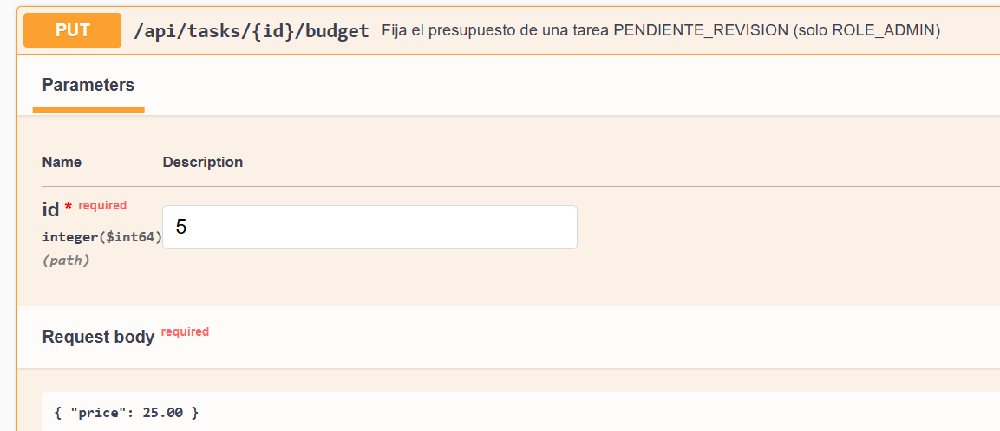 PUT /api/tasks/{id}/budget Fija el presupuesto de una tarea PENDIENTE_REVISION (solo ROLE_ADMIN)
Parameters
Name Description
id * required
integer($int64)
(path)
5
Request body required
{ "price": 25.00 }